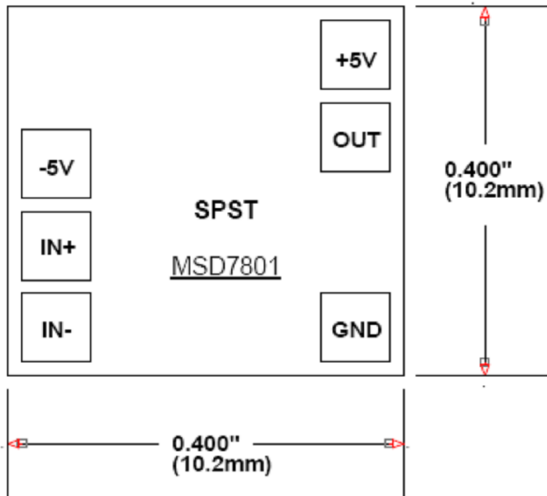 +5V
OUT
-5V
IN+
IN-
SPST
MSD7801
GND
0.400"
(10.2mm)
0.400"
(10.2mm)